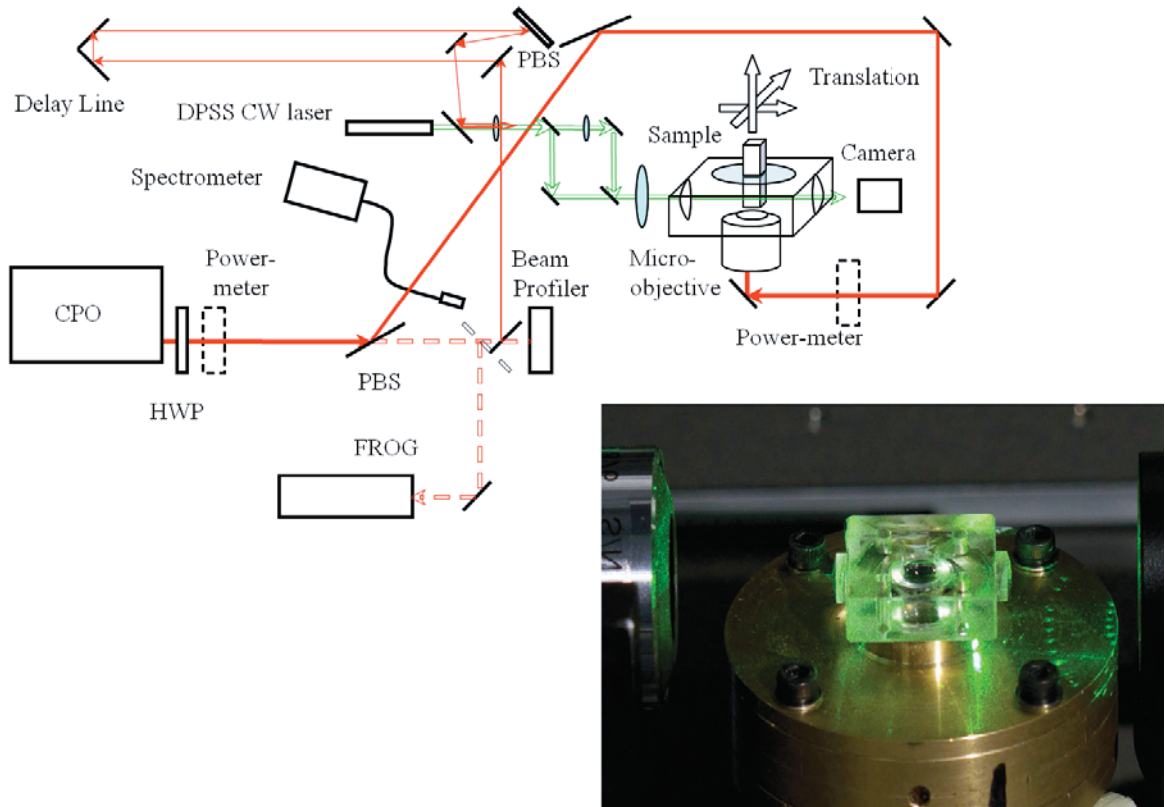 PBS
Delay Line
DPSS CW laser
Translation
Sample
Camera
Spectrometer
Power-
meter
Beam
Profiler
Micro-
objective
CPO
Power-meter
PBS
HWP
FROG
S/N